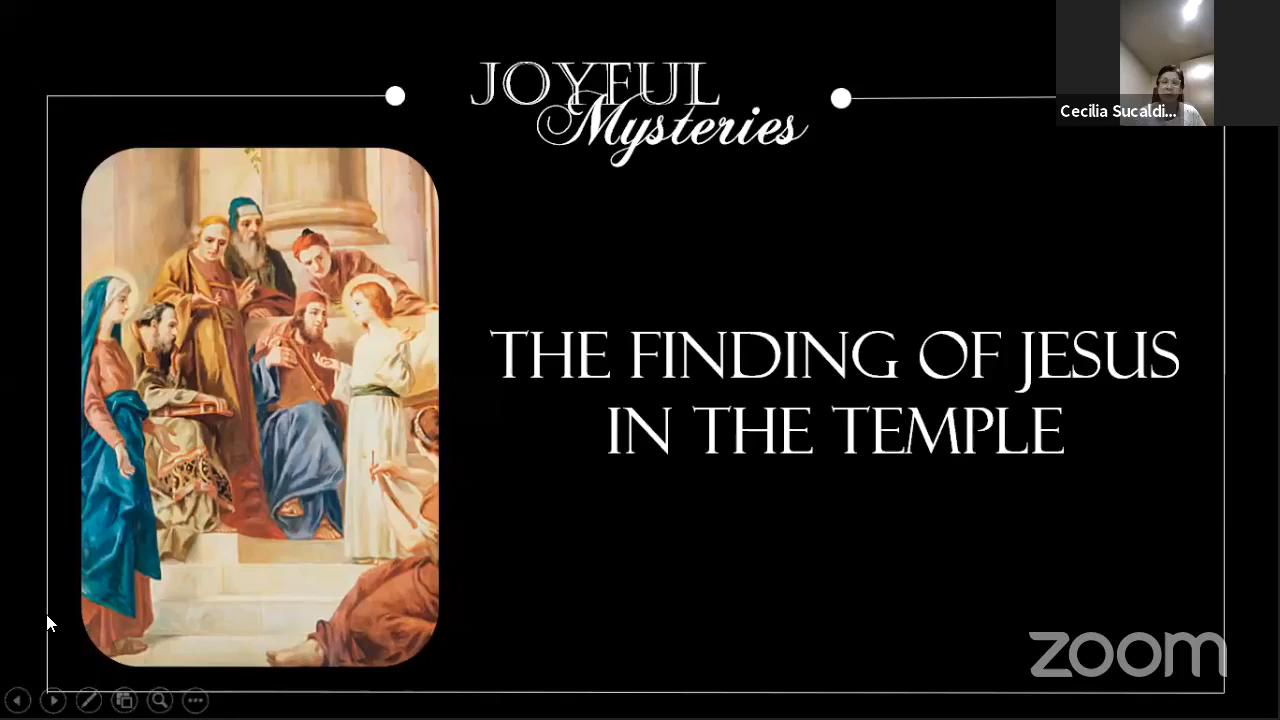 JOYFUL
Mysteries
Cecilia Sucaldi...
THE FINDING OF JESUS
IN THE TEMPLE
zoom